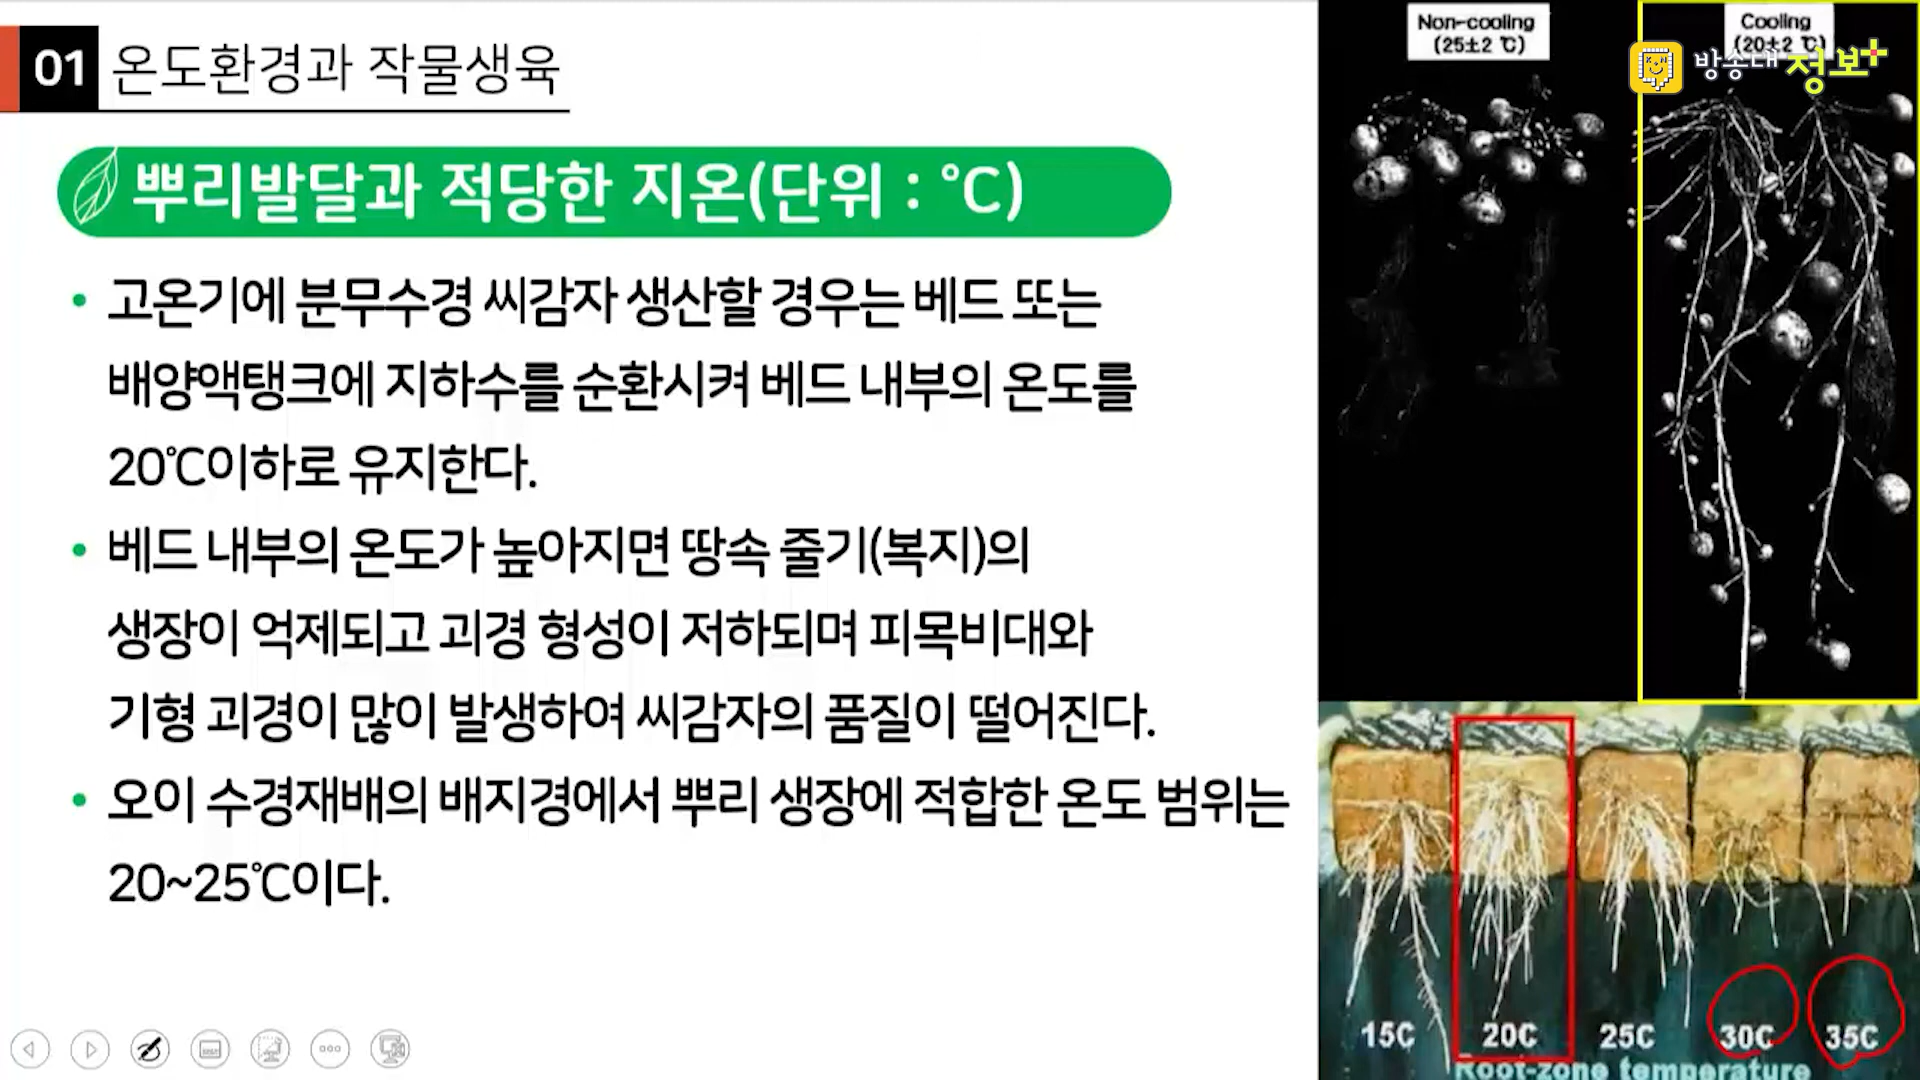 01 온도환경과 작물생육
뿌리발달과 적당한 지온(단위 : ℃)
• 고온기에 분무수경 씨감자 생산할 경우는 베드 또는
배양액탱크에 지하수를 순환시켜 베드 내부의 온도를
20℃이하로 유지한다.
• 베드 내부의 온도가 높아지면 땅속 줄기(복지)의
생장이 억제되고 괴경 형성이 저하되며 피목비대와
기형 괴경이 많이 발생하여 씨감자의 품질이 떨어진다.
• 오이 수경재배의 배지경에서 뿌리 생장에 적합한 온도 범위는
20~25℃이다.
Non-cooling
(25±2 ℃)
Cooling
(20±2 ℃)
방송대 정보+
15C 20C 25C 30C 35C
Root-zone temperature